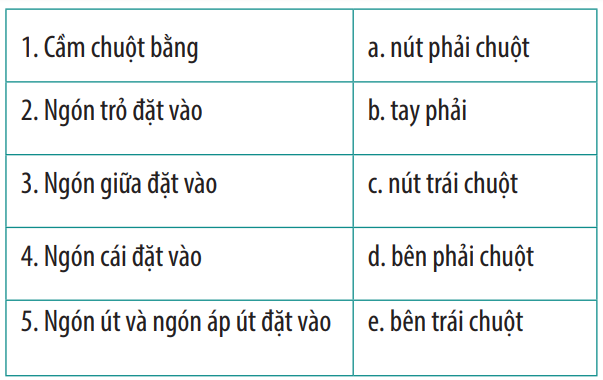 1. Cầm chuột bằng
a. nút phải chuột
2. Ngón trỏ đặt vào
b. tay phải
3. Ngón giữa đặt vào
c. nút trái chuột
4. Ngón cái đặt vào
d. bên phải chuột
5. Ngón út và ngón áp út đặt vào
e. bên trái chuột